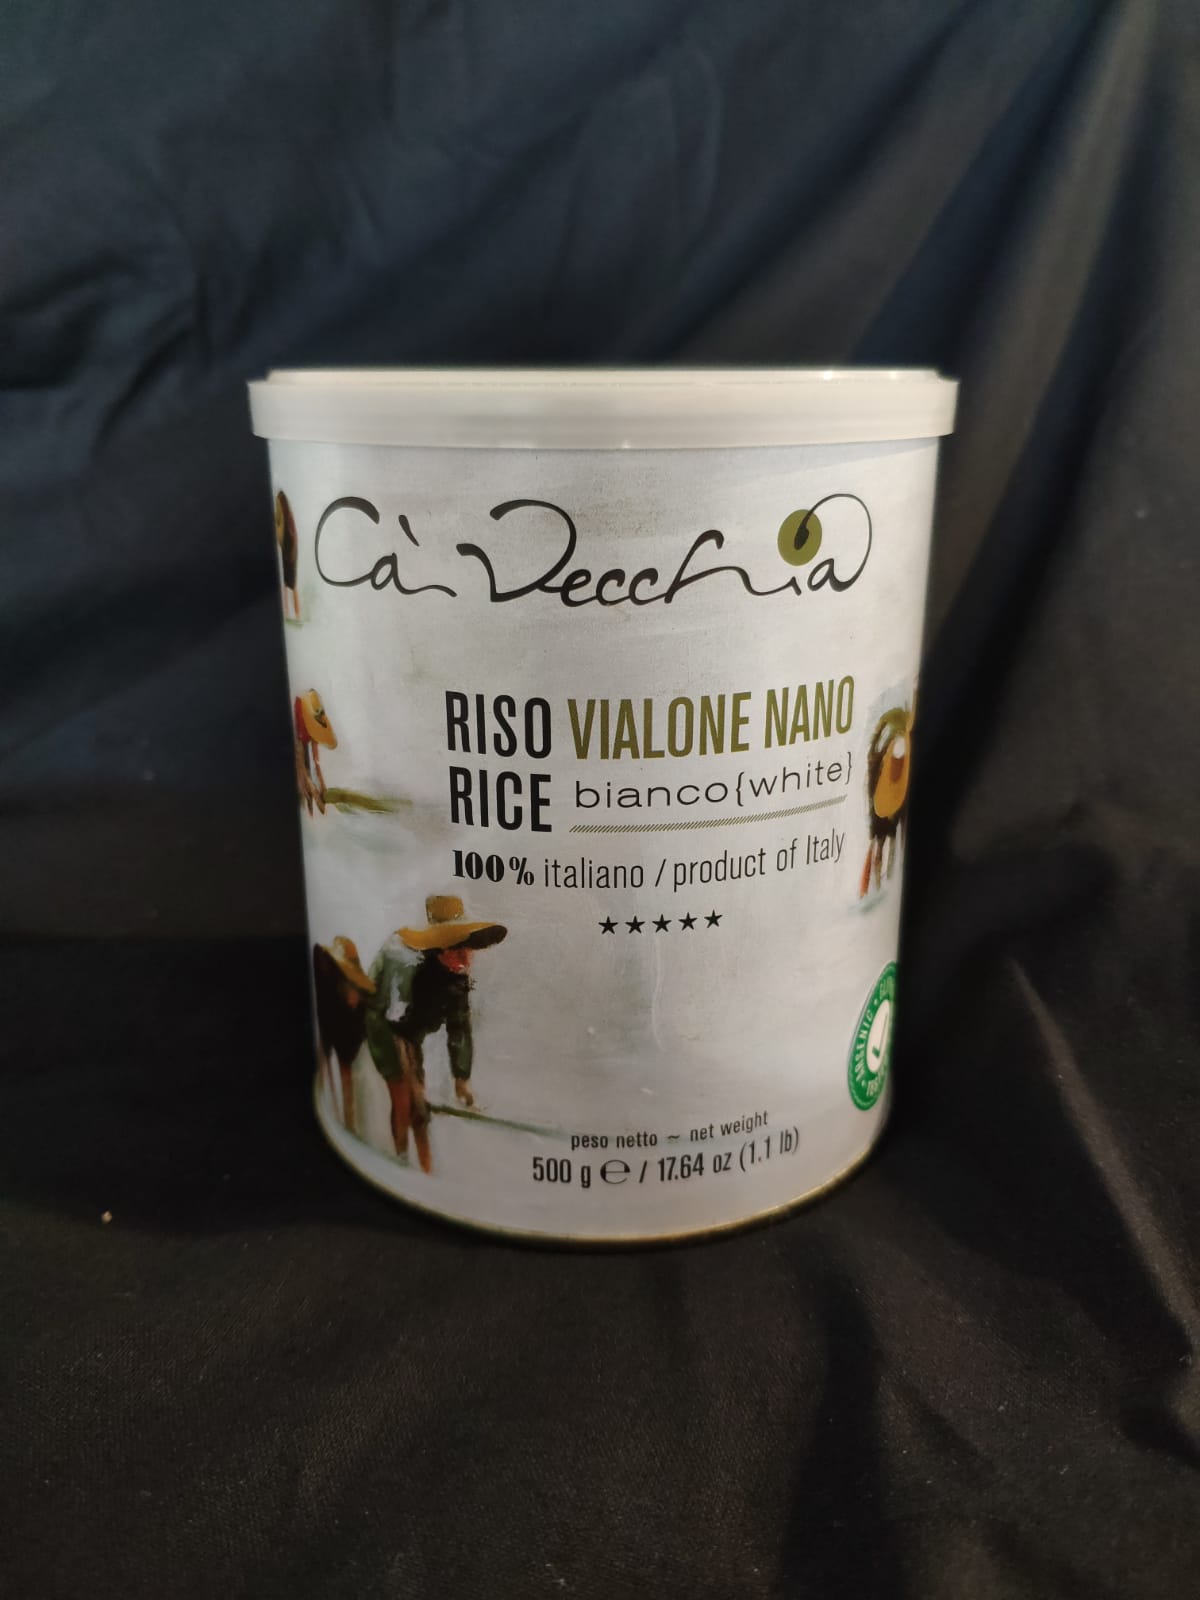 Cà Vecchia
RISO VIALONE NANO
RICE bianco{white}
100% italiano / product of Italy
★★★★★
ARSENIC
peso netto ~ net weight
500 g ℮ / 17.64 oz (1.1 lb)